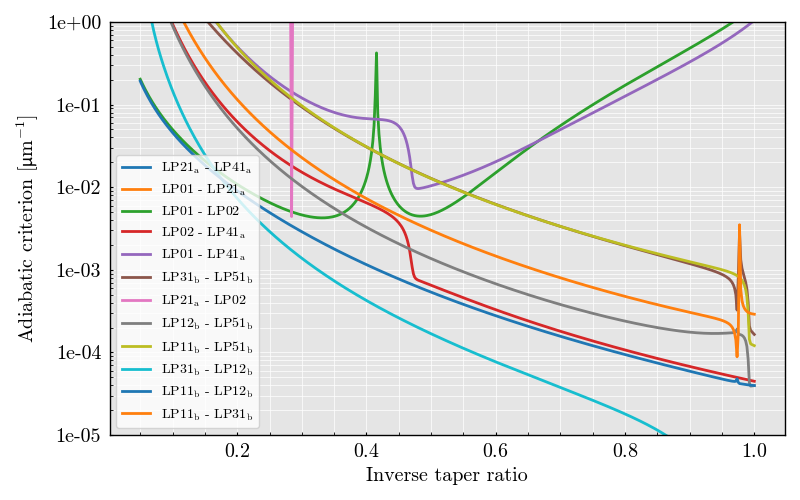 1e+00
1e-01
1e-02
1e-03
1e-04
1e-05
Adiabatic criterion [µm⁻¹]
LP21a - LP41a
LP01 - LP21a
LP01 - LP02
LP02 - LP41a
LP01 - LP41a
LP31b - LP51b
LP21a - LP02
LP12b - LP51b
LP11b - LP51b
LP31b - LP12b
LP11b - LP12b
LP11b - LP31b
0.2 0.4 0.6 0.8 1.0
Inverse taper ratio